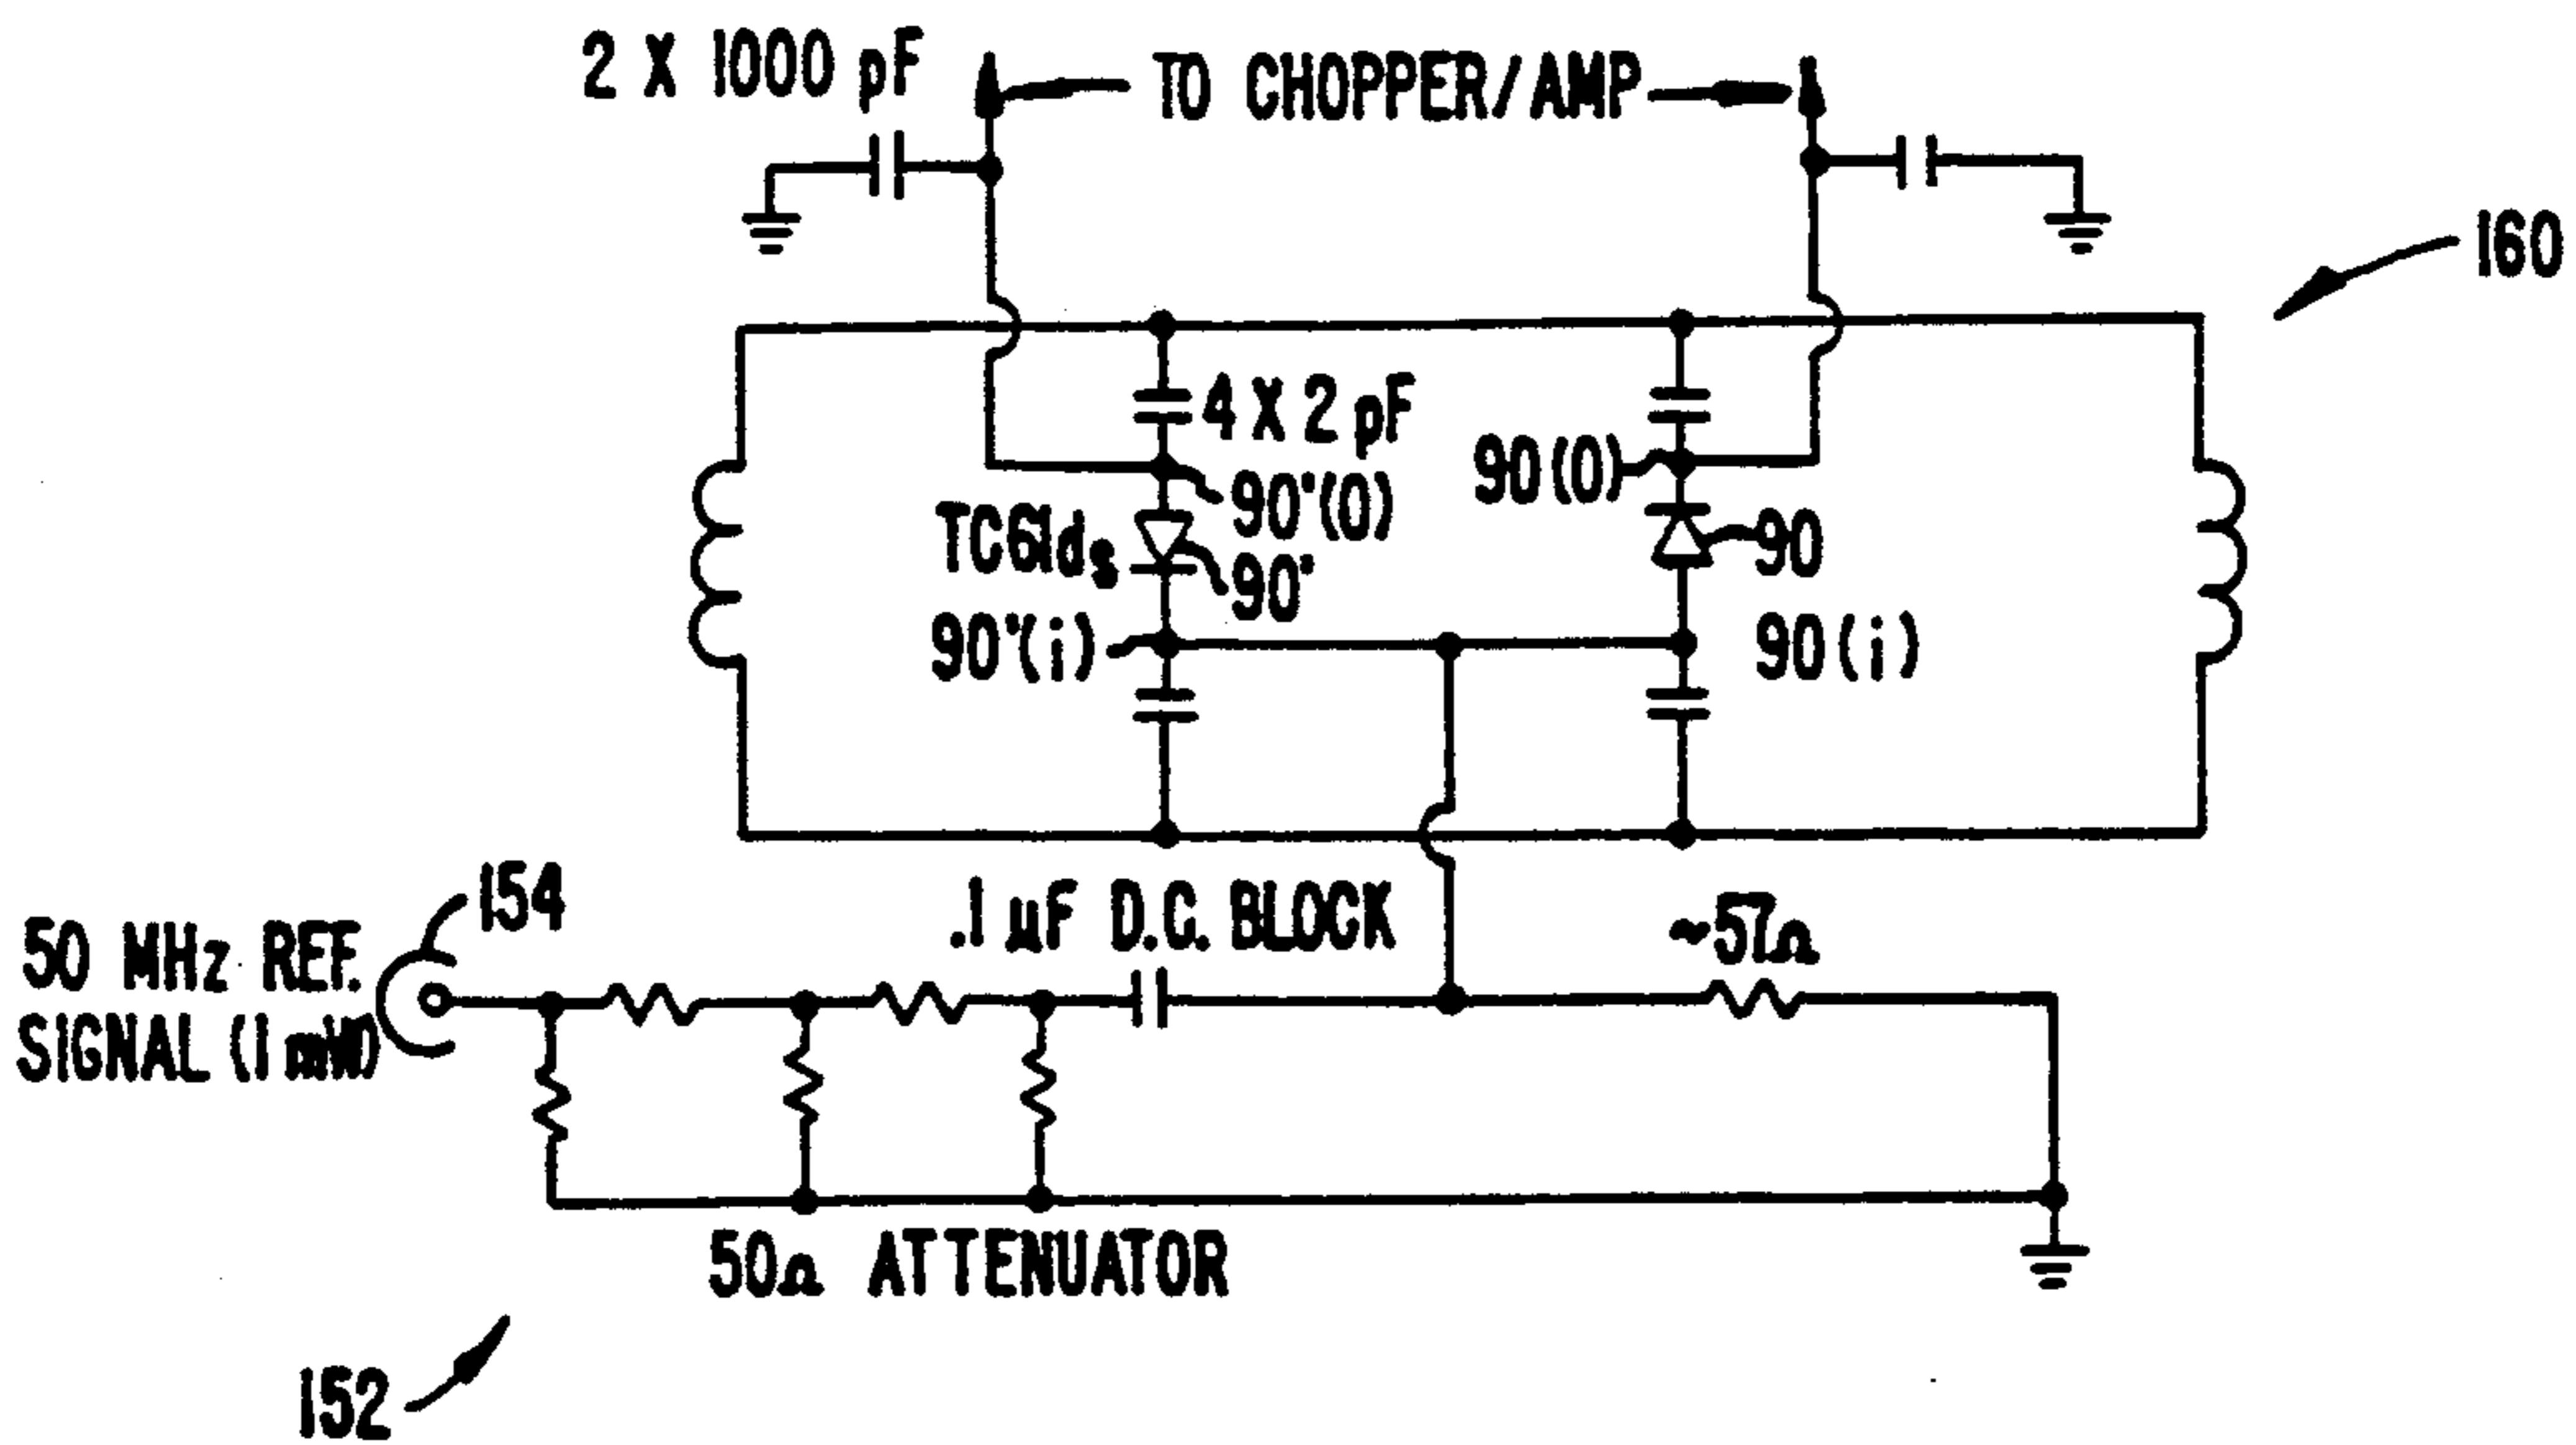 2 X 1000 pF
TO CHOPPER/AMP
160
4 X 2 pF
90'(0)
90(0)
TC61ds
90'
90
90'(i)
90(i)
154
.1 µF D.C. BLOCK
~57Ω
50 MHz REF.
SIGNAL (1 mW)
50Ω ATTENUATOR
152